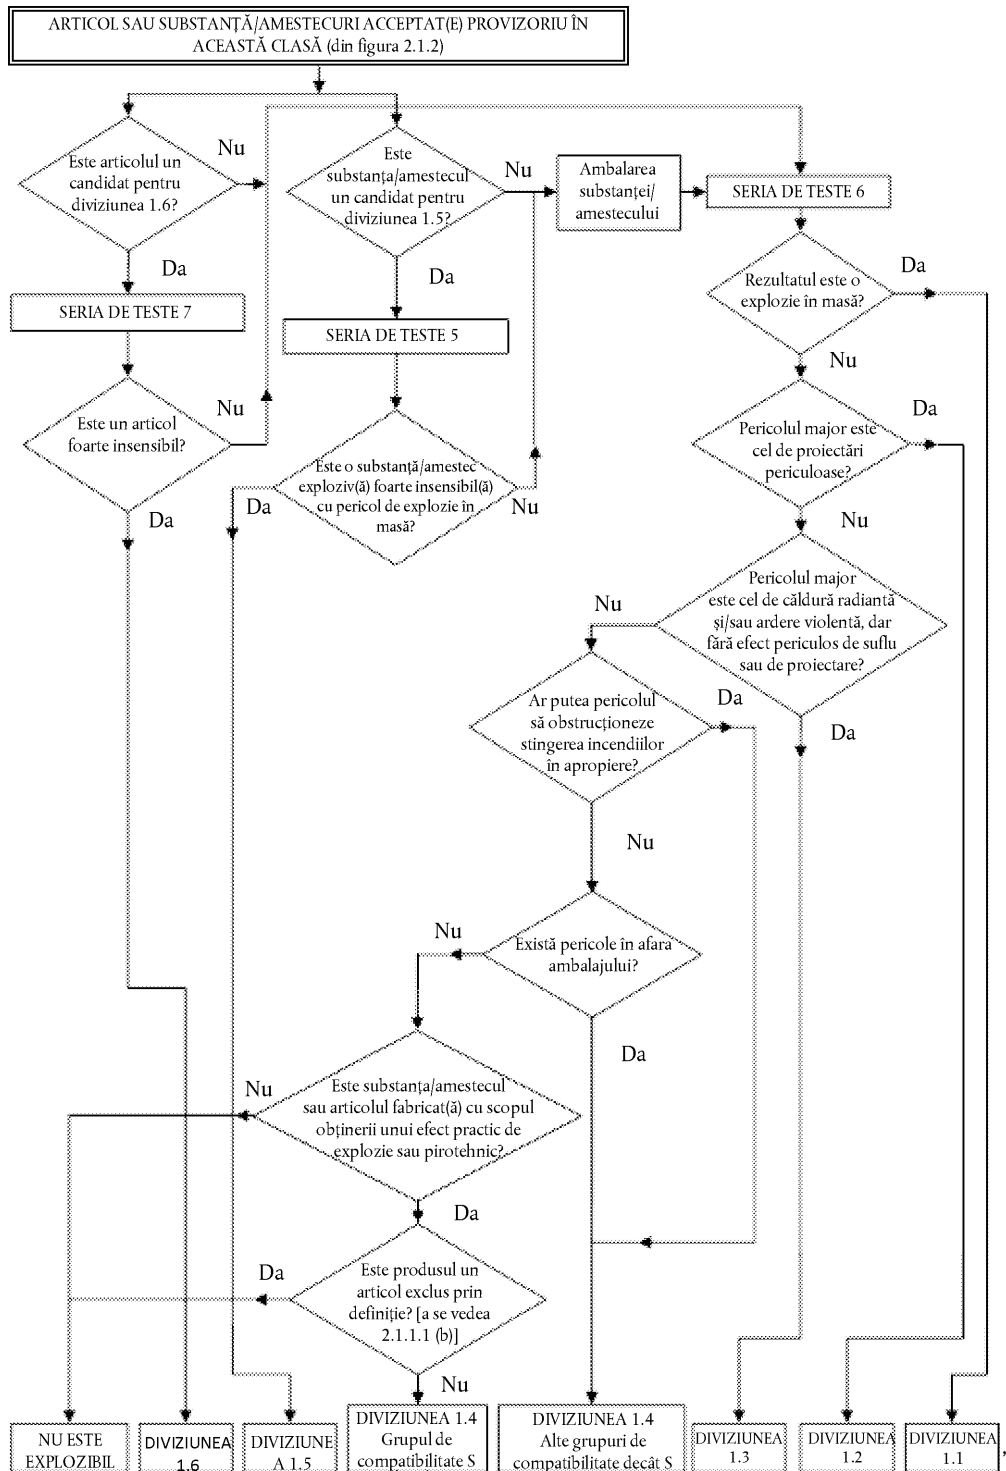 ARTICOL SAU SUBSTANȚĂ/AMESTECURI ACCEPTAT(E) PROVIZORIU ÎN
ACEASTĂ CLASĂ (din figura 2.1.2)
Este articolul un
candidat pentru
diviziunea 1.6?
Nu
Este
substanța/amestecul
un candidat pentru
diviziunea 1.5?
Nu
Ambalarea
substanței/
amestecului
SERIA DE TESTE 6
Da
Da
Rezultatul este o
explozie în masă?
Da
SERIA DE TESTE 7
SERIA DE TESTE 5
Nu
Este un articol
foarte insensibil?
Nu
Pericolul major este
cel de proiectări
periculoase?
Da
Este o substanță/amestec
exploziv(ă) foarte insensibil(ă)
cu pericol de explozie în
masă?
Da
Nu
Da
Nu
Pericolul major
este cel de căldură radiantă
și/sau ardere violentă, dar
fără efect periculos de suflu
sau de proiectare?
Nu
Da
Ar putea pericolul
să obstrucționeze
stingerea incendiilor
în apropiere?
Da
Nu
Există pericole în afara
ambalajului?
Nu
Da
Este substanța/amestecul
sau articolul fabricat(ă) cu scopul
obținerii unui efect practic de
explozie sau pirotehnic?
Nu
Da
Este produsul un
articol exclus prin
definiție? [a se vedea
2.1.1.1 (b)]
Da
Nu
NU ESTE
EXPLOZIBIL
DIVIZIUNEA
1.6
DIVIZIUNE
A 1.5
DIVIZIUNEA 1.4
Grupul de
compatibilitate S
DIVIZIUNEA 1.4
Alte grupuri de
compatibilitate decât S
DIVIZIUNEA
1.3
DIVIZIUNEA
1.2
DIVIZIUNEA
1.1
,